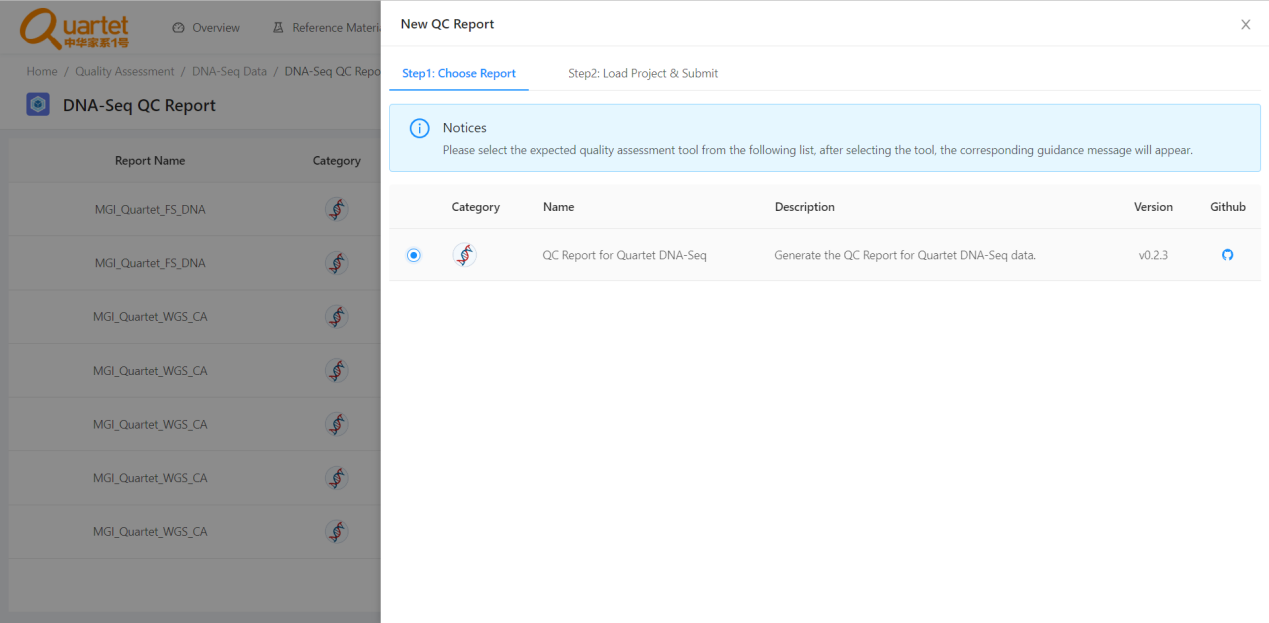 Quartet
中华家系1号
Overview
Reference Materia
Home / Quality Assessment / DNA-Seq Data / DNA-Seq QC Repo
DNA-Seq QC Report
Report Name Category
MGI_Quartet_FS_DNA
MGI_Quartet_FS_DNA
MGI_Quartet_WGS_CA
MGI_Quartet_WGS_CA
MGI_Quartet_WGS_CA
MGI_Quartet_WGS_CA
MGI_Quartet_WGS_CA
New QC Report
Step1: Choose Report Step2: Load Project & Submit
Notices
Please select the expected quality assessment tool from the following list, after selecting the tool, the corresponding guidance message will appear.
Category Name Description Version Github
QC Report for Quartet DNA-Seq Generate the QC Report for Quartet DNA-Seq data. v0.2.3